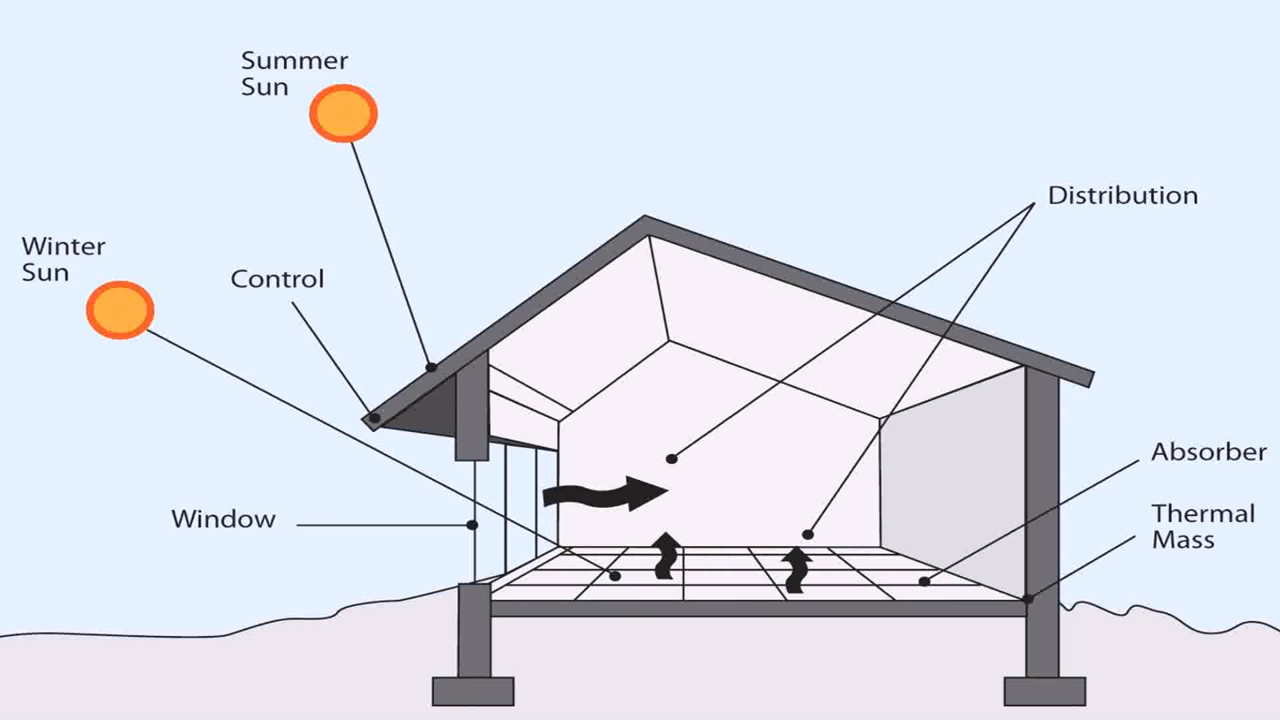 Summer
Sun
Distribution
Winter
Sun
Control
Absorber
Thermal
Mass
Window